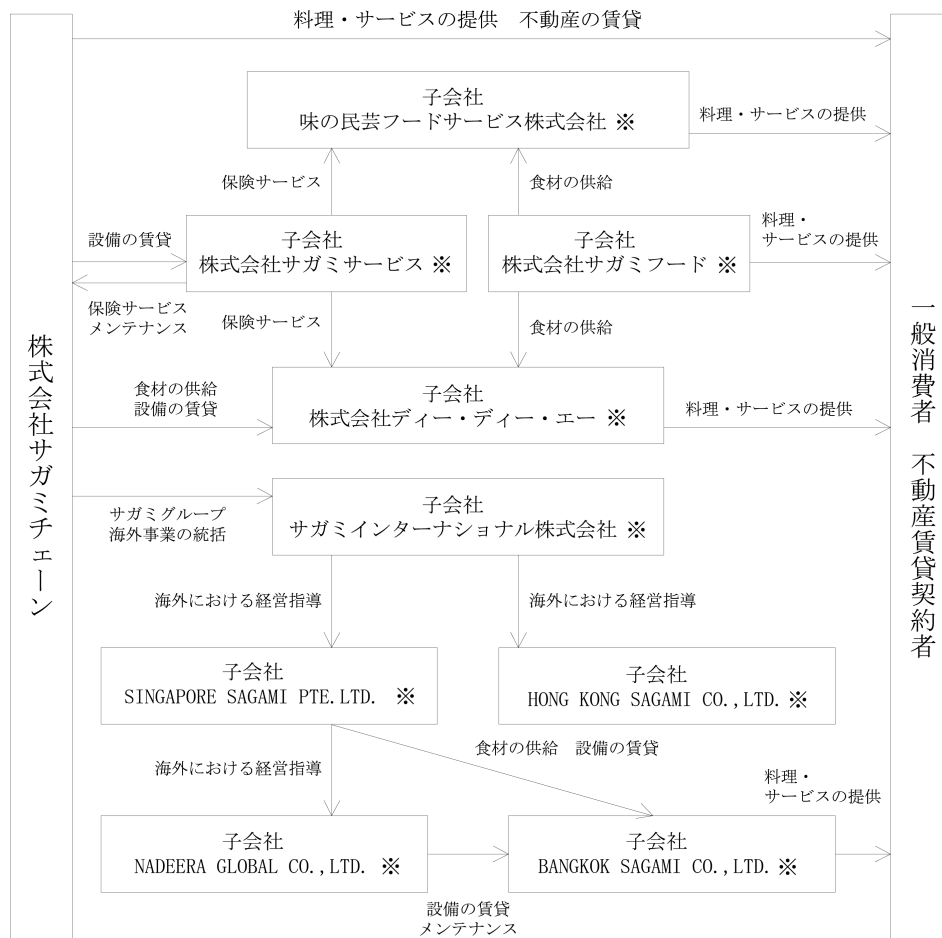 料理・サービスの提供　不動産の賃貸
子会社
味の民芸フードサービス株式会社 ※
料理・サービスの提供
保険サービス
食材の供給
設備の賃貸
子会社
株式会社サガミサービス ※
子会社
株式会社サガミフード ※
料理・
サービスの提供
保険サービス
メンテナンス
保険サービス
食材の供給
株式会社サガミチェーン
一般消費者　不動産賃貸契約者
食材の供給
設備の賃貸
子会社
株式会社ディー・ディー・エー ※
料理・サービスの提供
サガミグループ
海外事業の統括
子会社
サガミインターナショナル株式会社 ※
海外における経営指導
海外における経営指導
子会社
SINGAPORE SAGAMI PTE.LTD. ※
子会社
HONG KONG SAGAMI CO.,LTD. ※
食材の供給　設備の賃貸
海外における経営指導
料理・
サービスの提供
子会社
NADEERA GLOBAL CO.,LTD. ※
子会社
BANGKOK SAGAMI CO.,LTD. ※
設備の賃貸
メンテナンス